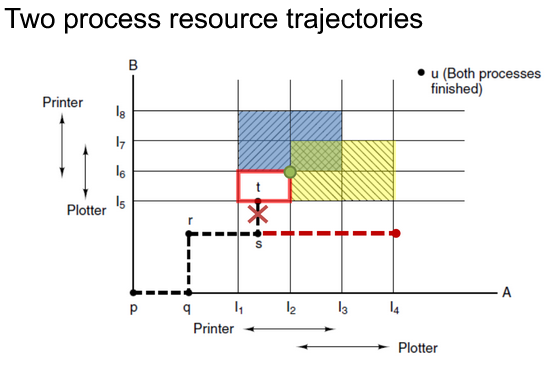 Two process resource trajectories
B
u (Both processes
finished)
Printer
I8
I7
I6
Plotter
I5
t
r
s
A
p
q
I1
I2
I3
I4
Printer
Plotter